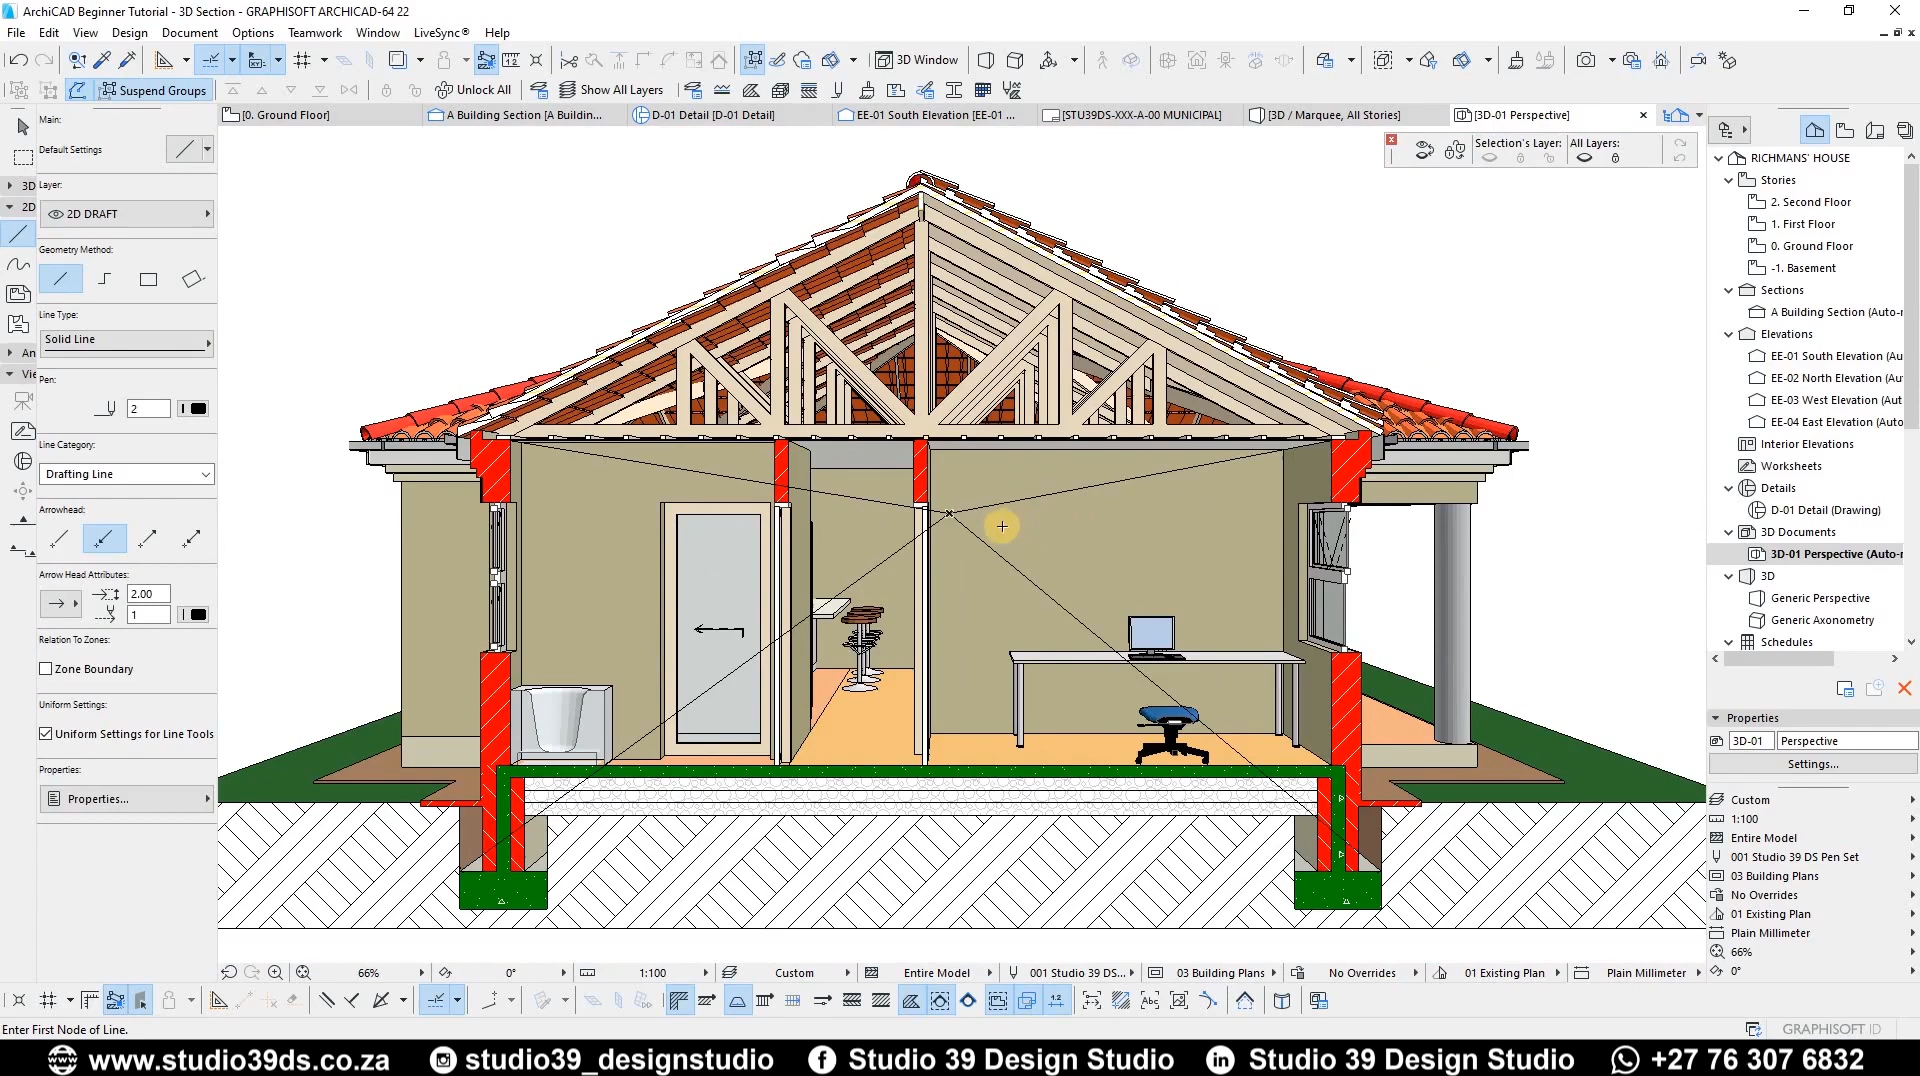 ArchiCAD Beginner Tutorial - 3D Section - GRAPHISOFT ARCHICAD-64 22
File Edit View Design Document Options Teamwork Window LiveSync® Help
3D Window
Suspend Groups
Unlock All
Show All Layers
[0. Ground Floor]
A Building Section [A Buildin...
D-01 Detail [D-01 Detail]
EE-01 South Elevation [EE-01 ...
[STU39DS-XXX-A-00 MUNICIPAL]
[3D / Marquee, All Stories]
[3D-01 Perspective]
Main:
Default Settings
Layer:
3D
2D
2D DRAFT
Geometry Method:
Line Type:
Solid Line
An
Vie
Pen:
2
Line Category:
Drafting Line
Arrowhead:
Arrow Head Attributes:
2.00
1
Relation To Zones:
Zone Boundary
Uniform Settings:
Uniform Settings for Line Tools
Properties:
Properties...
Selection's Layer:
All Layers:
RICHMANS' HOUSE
Stories
2. Second Floor
1. First Floor
0. Ground Floor
-1. Basement
Sections
A Building Section (Auto-r
Elevations
EE-01 South Elevation (Au
EE-02 North Elevation (Au
EE-03 West Elevation (Aut
EE-04 East Elevation (Auto
Interior Elevations
Worksheets
Details
D-01 Detail (Drawing)
3D Documents
3D-01 Perspective (Auto-r
3D
Generic Perspective
Generic Axonometry
Schedules
Properties
3D-01 Perspective
Settings...
Custom
1:100
Entire Model
001 Studio 39 DS Pen Set
03 Building Plans
No Overrides
01 Existing Plan
Plain Millimeter
66%
0°
66% 0° 1:100 Custom Entire Model 001 Studio 39 DS... 03 Building Plans No Overrides 01 Existing Plan Plain Millimeter
Enter First Node of Line.
GRAPHISOFT ID
www.studio39ds.co.za studio39_designstudio Studio 39 Design Studio Studio 39 Design Studio +27 76 307 6832